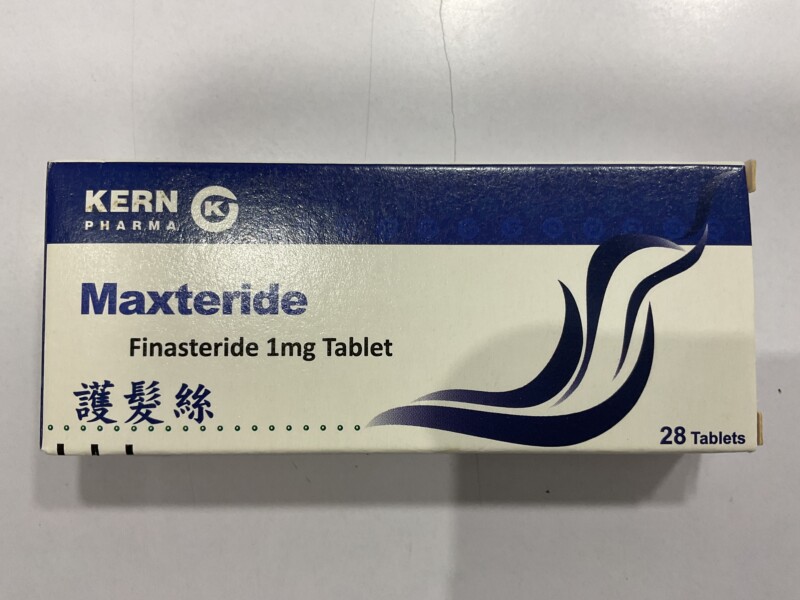 KERN
PHARMA
K
Maxteride
Finasteride 1mg Tablet
護髮絲
28 Tablets